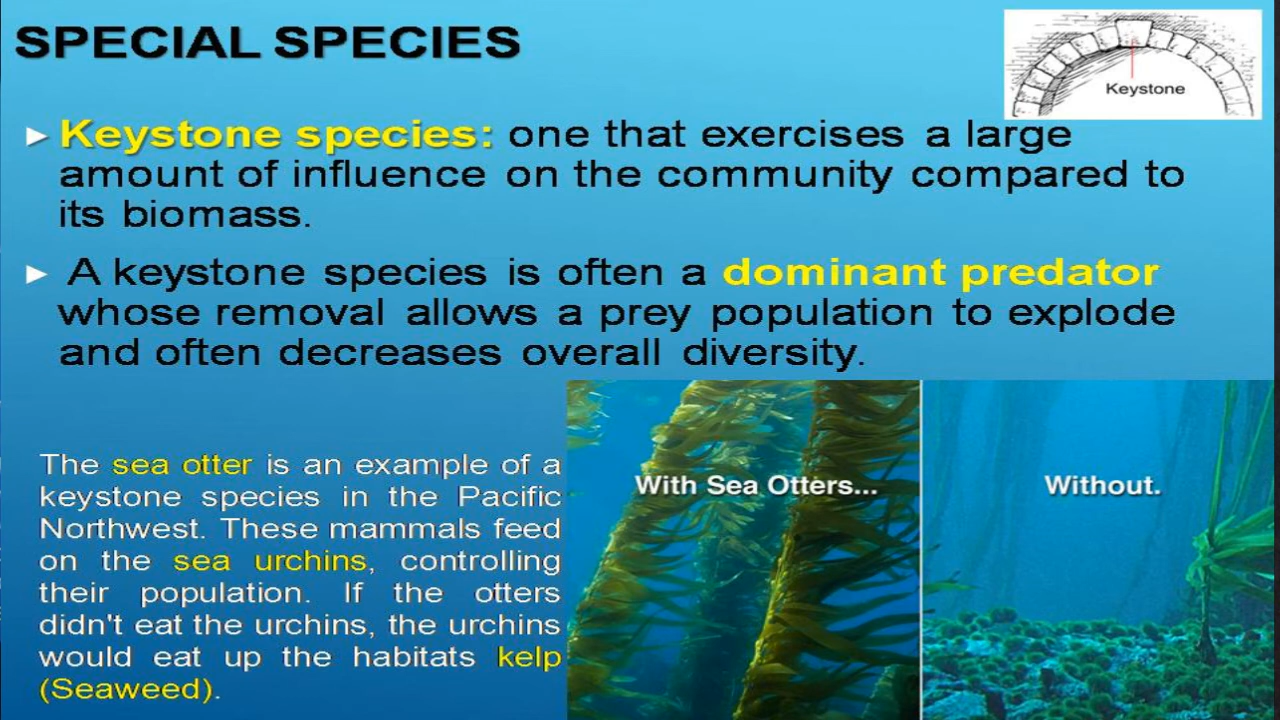 SPECIAL SPECIES
Keystone
Keystone species: one that exercises a large
amount of influence on the community compared to
its biomass.
A keystone species is often a dominant predator
whose removal allows a prey population to explode
and often decreases overall diversity.
The sea otter is an example of a
keystone species in the Pacific
Northwest. These mammals feed
on the sea urchins, controlling
their population. If the otters
didn't eat the urchins, the urchins
would eat up the habitats kelp
(Seaweed).
With Sea Otters...
Without.